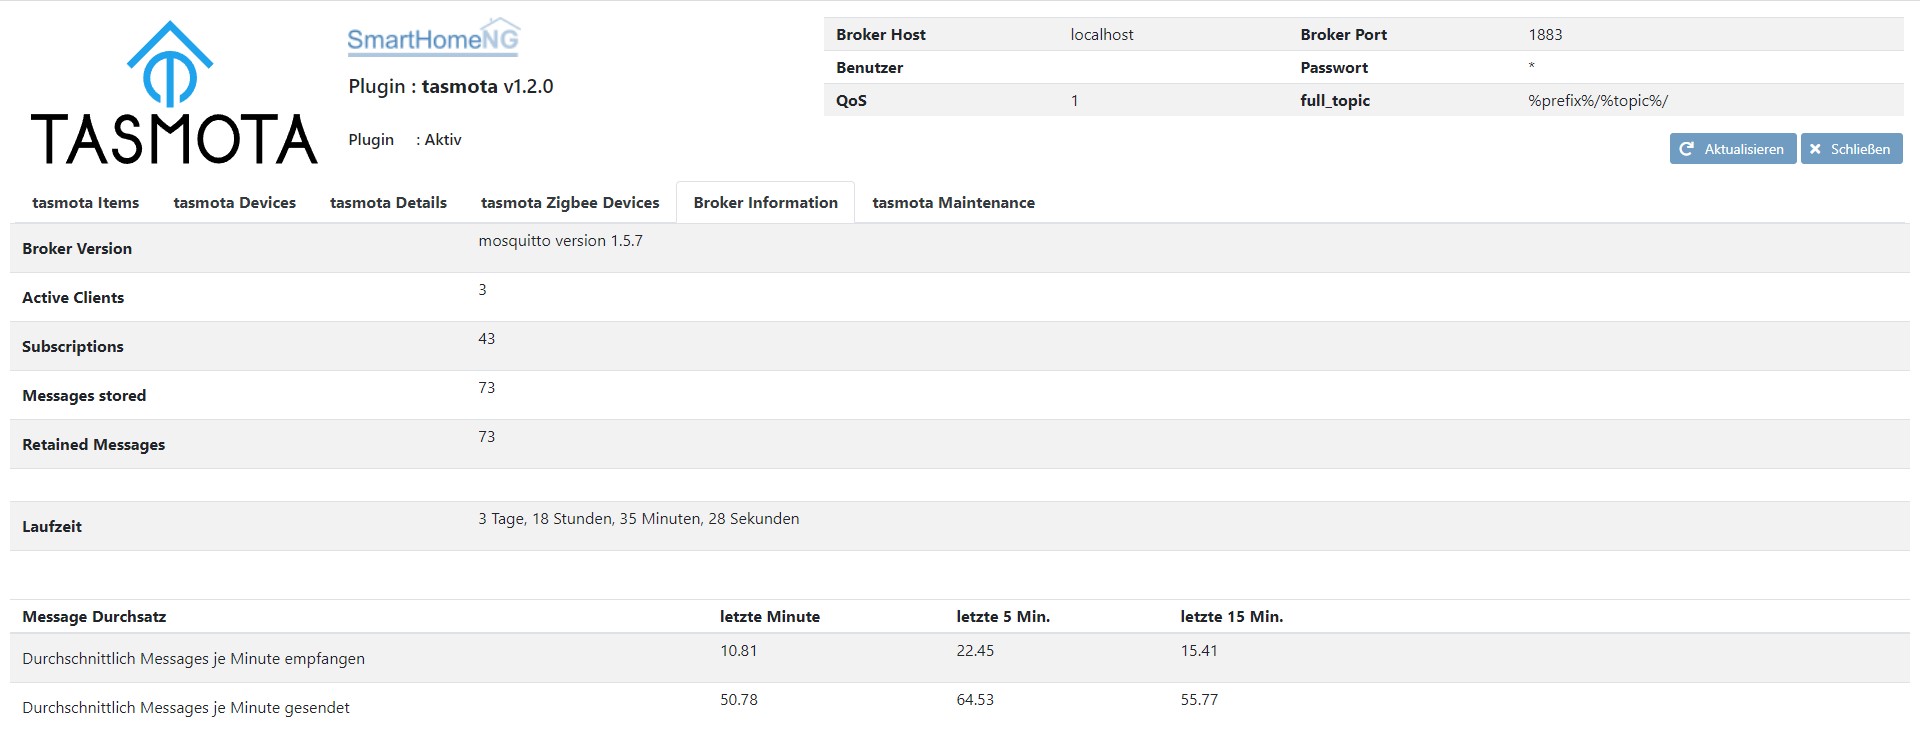 TASMOTA
SmartHomeNG
Plugin : tasmota v1.2.0
Plugin : Aktiv
Broker Host localhost Broker Port 1883
Benutzer Passwort *
QoS 1 full_topic %prefix%/%topic%/
Aktualisieren Schließen
tasmota Items tasmota Devices tasmota Details tasmota Zigbee Devices Broker Information tasmota Maintenance
Broker Version mosquitto version 1.5.7
Active Clients 3
Subscriptions 43
Messages stored 73
Retained Messages 73
Laufzeit 3 Tage, 18 Stunden, 35 Minuten, 28 Sekunden
Message Durchsatz letzte Minute letzte 5 Min. letzte 15 Min.
Durchschnittlich Messages je Minute empfangen 10.81 22.45 15.41
Durchschnittlich Messages je Minute gesendet 50.78 64.53 55.77